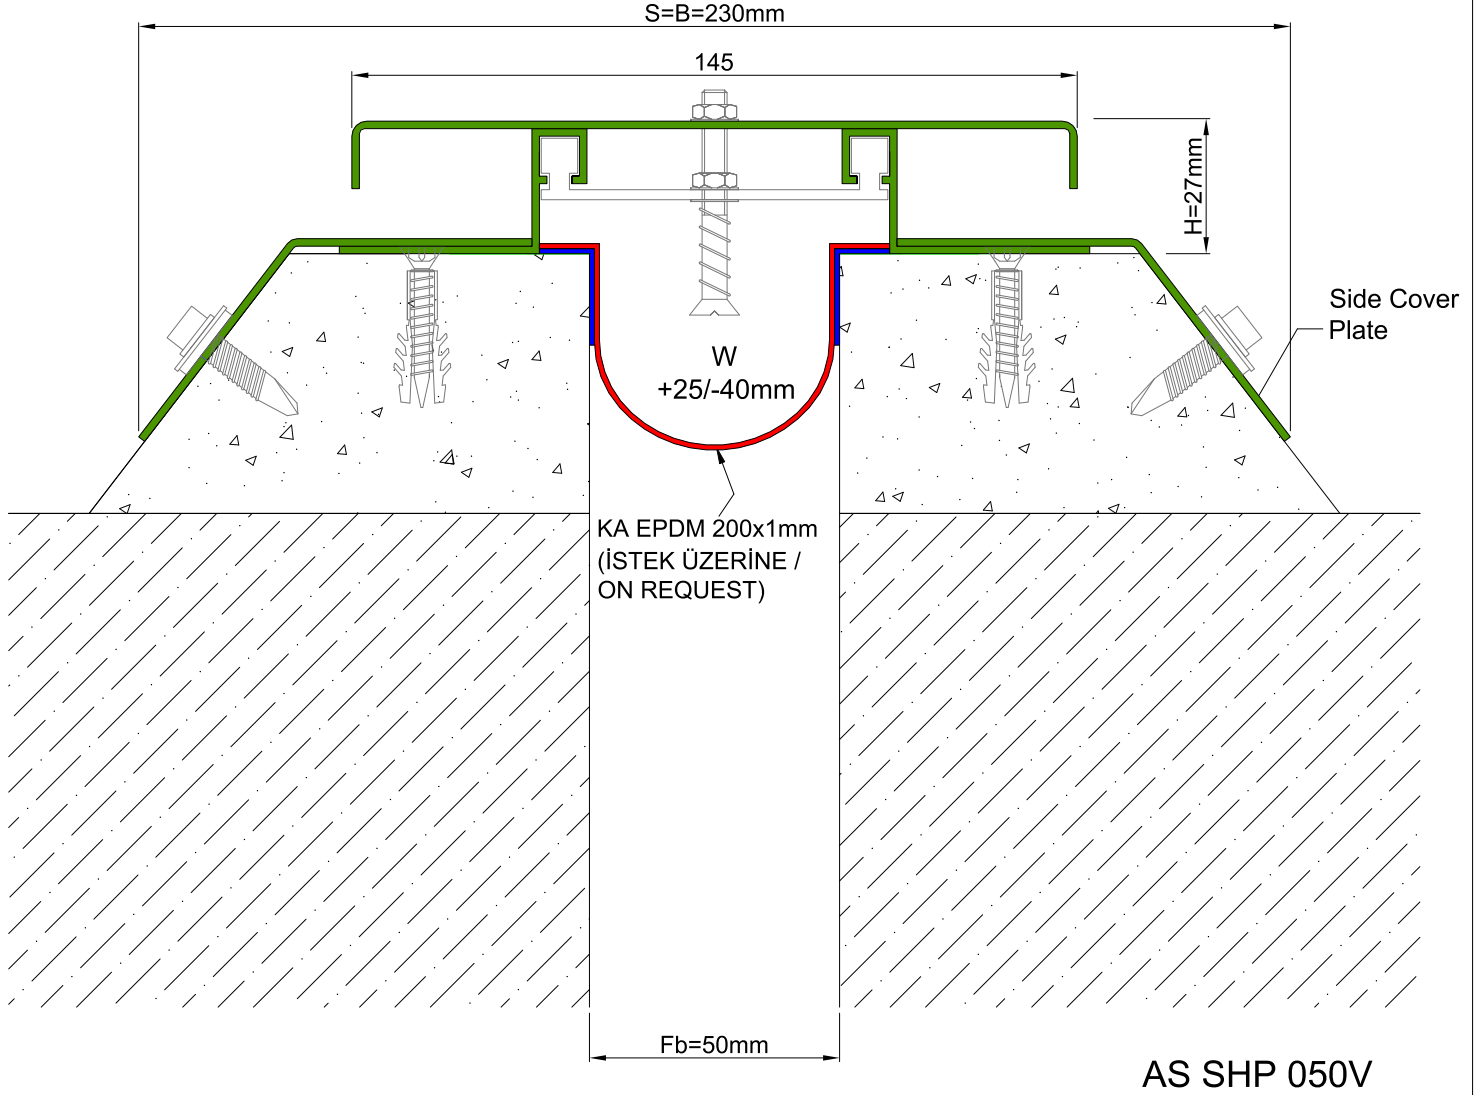 S=B=230mm
145
H=27mm
Side Cover
Plate
W
+25/-40mm
KA EPDM 200x1mm
(İSTEK ÜZERİNE /
ON REQUEST)
Fb=50mm
AS SHP 050V